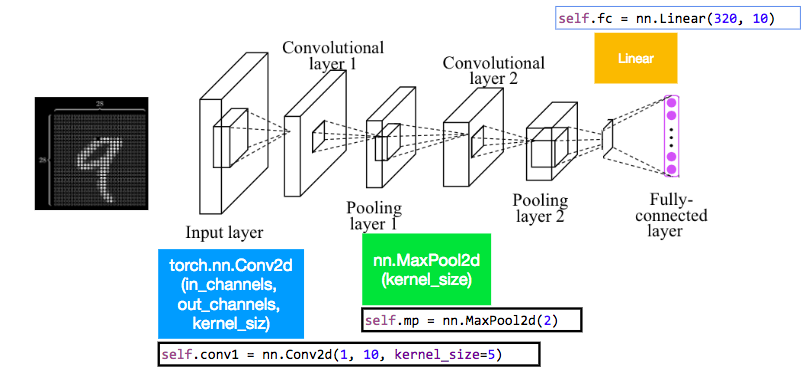 self.fc = nn.Linear(320, 10)
Linear
Convolutional
layer 1
Convolutional
layer 2
28
28
Input layer
Pooling
layer 1
Pooling
layer 2
Fully-
connected
layer
torch.nn.Conv2d
(in_channels,
out_channels,
kernel_siz)
nn.MaxPool2d
(kernel_size)
self.mp = nn.MaxPool2d(2)
self.conv1 = nn.Conv2d(1, 10, kernel_size=5)